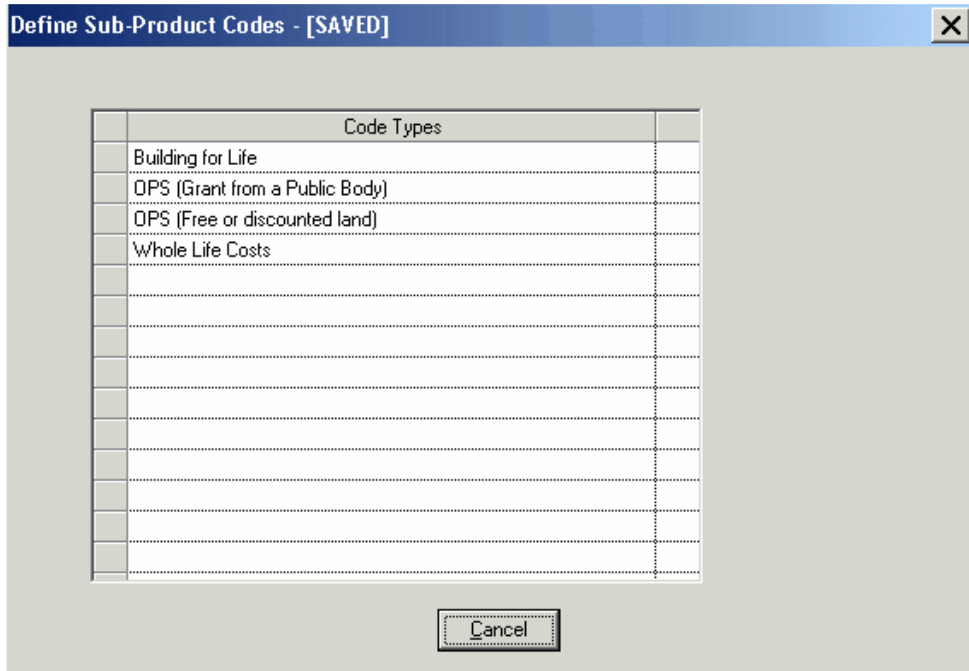 Define Sub-Product Codes - [SAVED]
Code Types
Building for Life
OPS (Grant from a Public Body)
OPS (Free or discounted land)
Whole Life Costs
Cancel